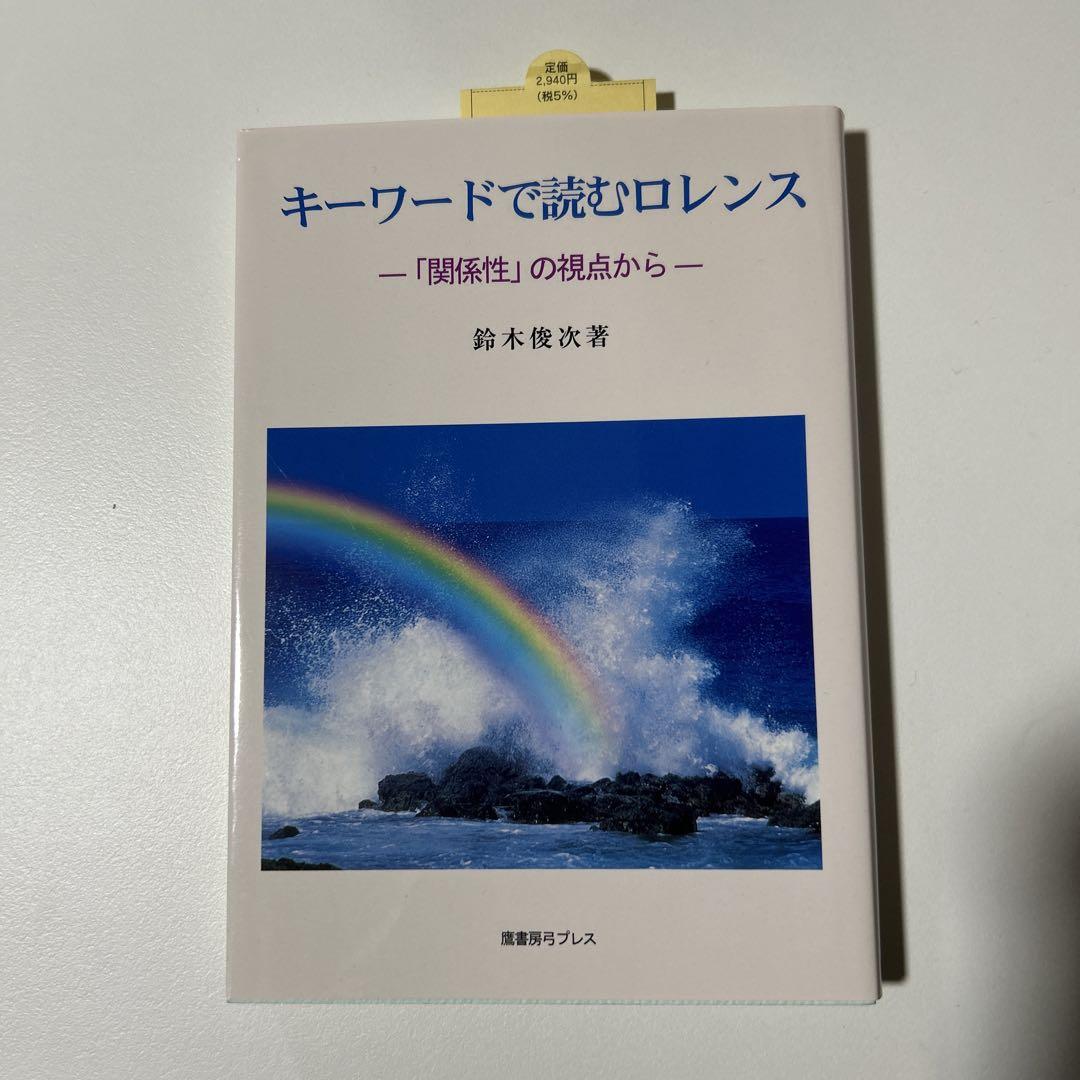 定価
2,940円
(税5%)
キーワードで読むロレンス
―「関係性」の視点から―
鈴木俊次著
鷹書房弓プレス